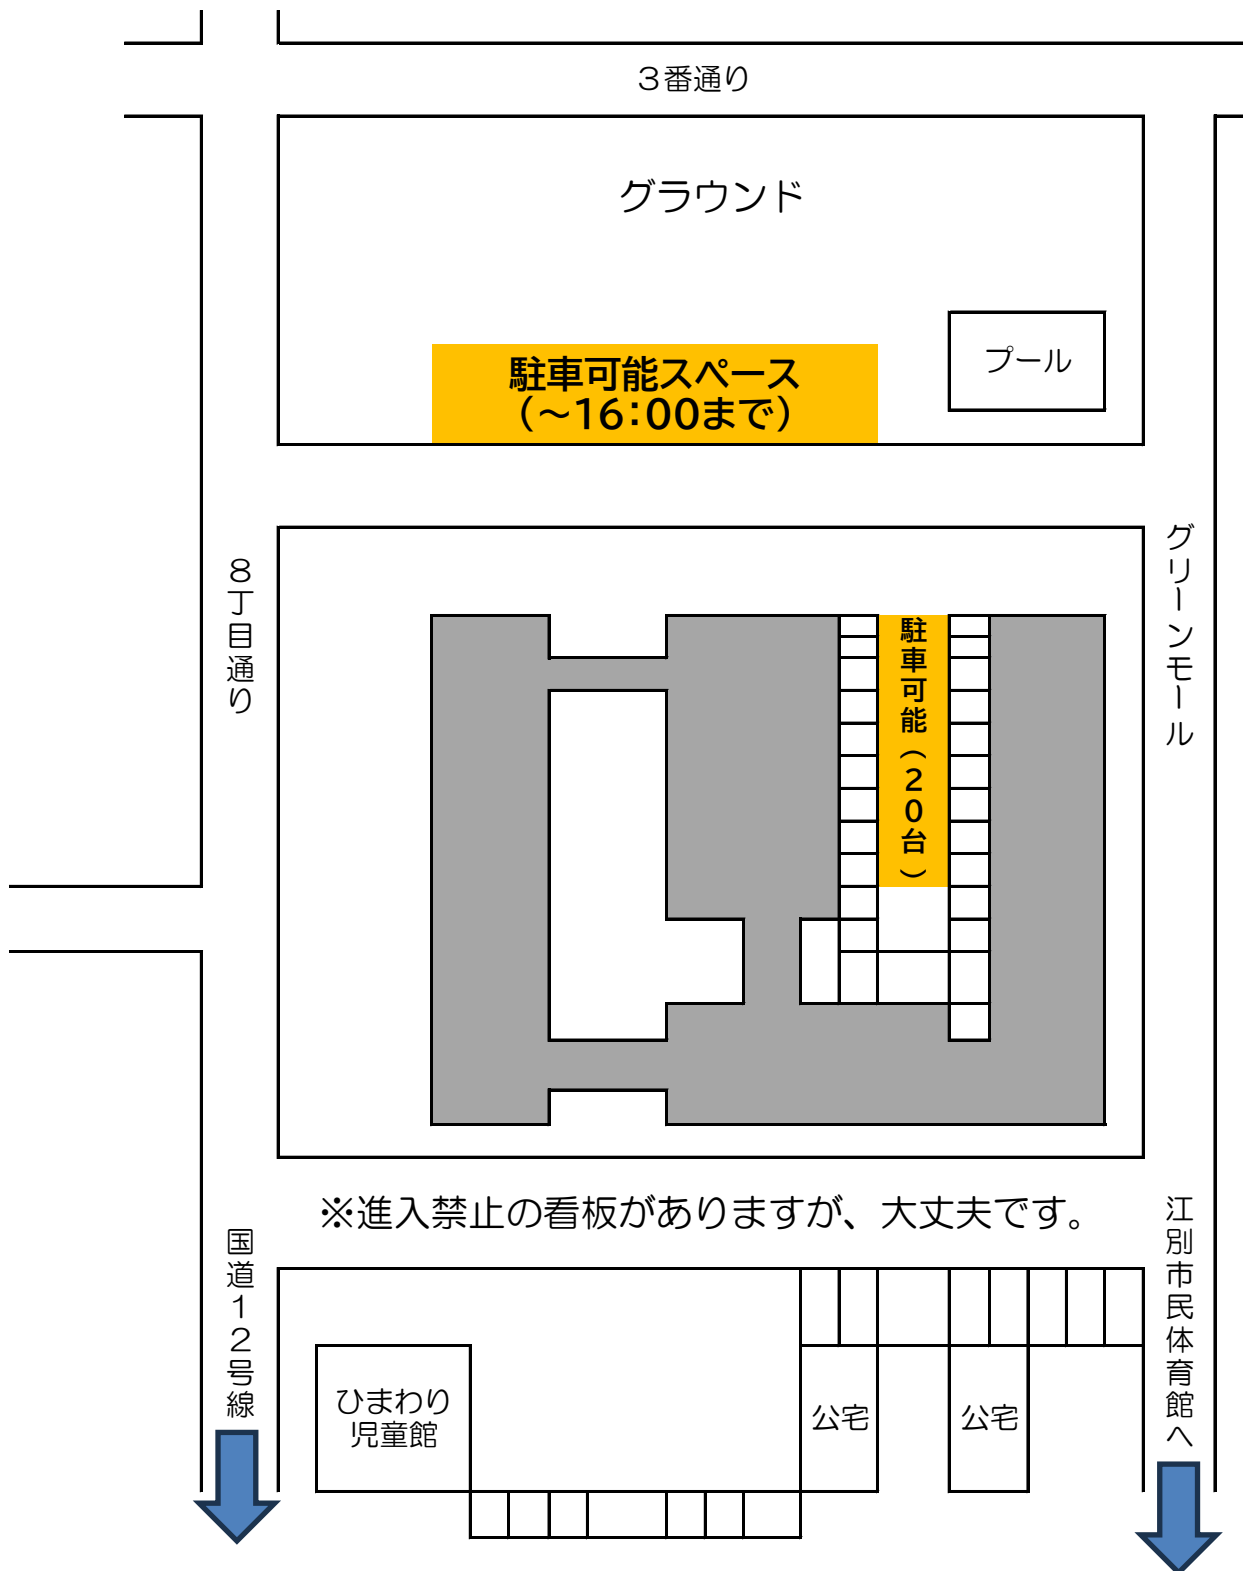 ３番通り
グラウンド
駐車可能スペース
（～16：00まで）
プール
８丁目通り
グリーンモール
駐車可能（20台）
※進入禁止の看板がありますが、大丈夫です。
国道１２号線
江別市民体育館へ
ひまわり
児童館
公宅
公宅